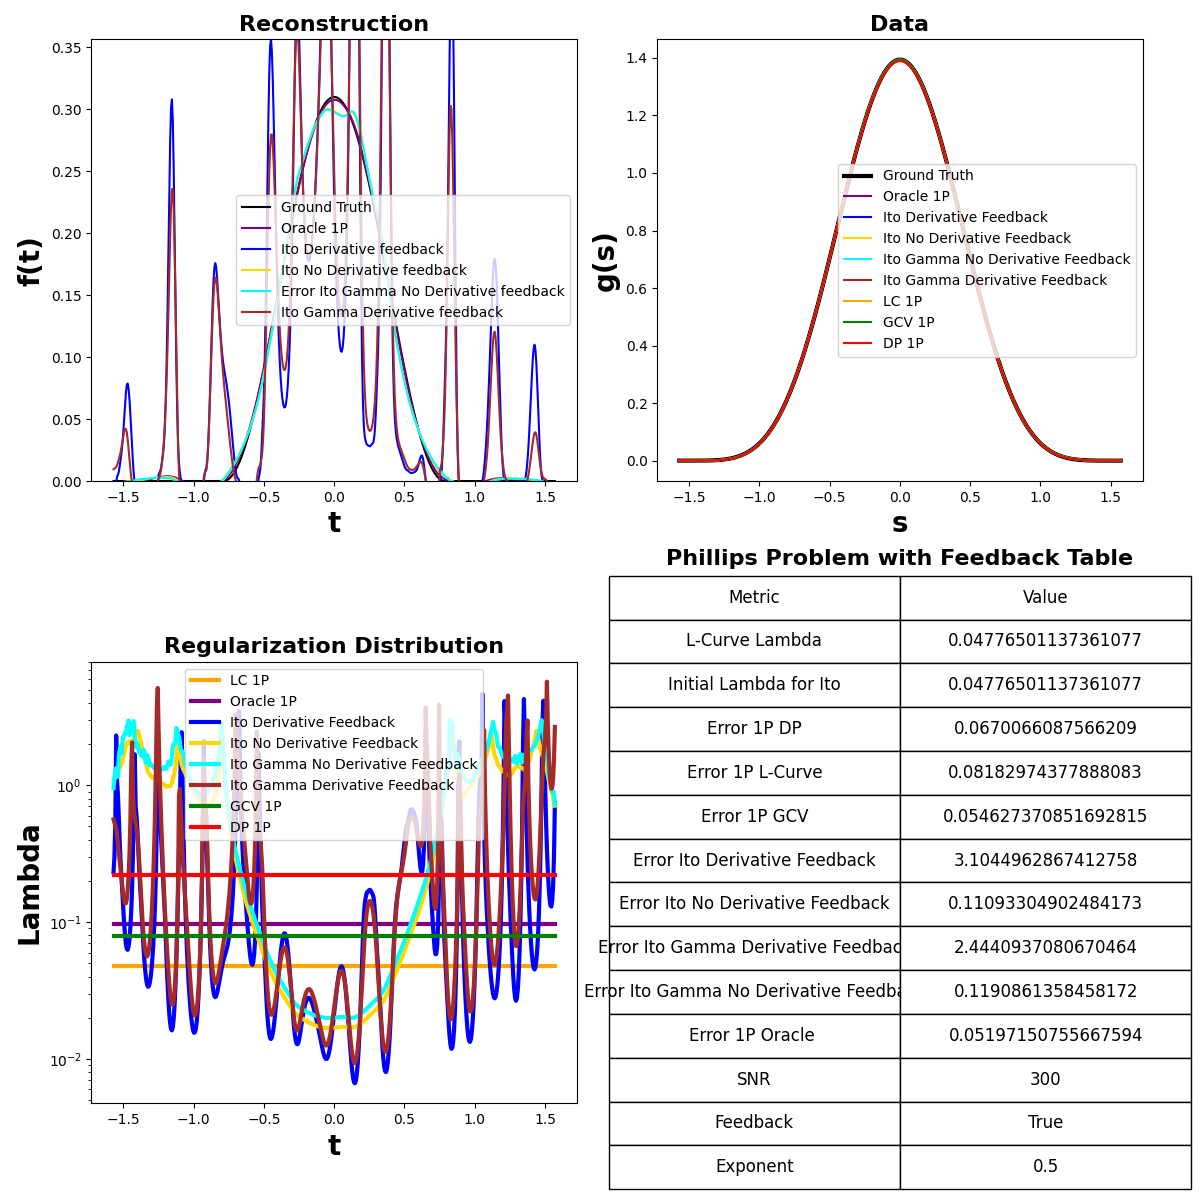 Reconstruction
0.35
0.30
0.25
0.20
0.15
0.10
0.05
0.00
f(t)
Ground Truth
Oracle 1P
Ito Derivative feedback
Ito No Derivative feedback
Error Ito Gamma No Derivative feedback
Ito Gamma Derivative feedback
−1.5 −1.0 −0.5 0.0 0.5 1.0 1.5
t
Data
1.4
1.2
1.0
0.8
0.6
0.4
0.2
0.0
g(s)
Ground Truth
Oracle 1P
Ito Derivative Feedback
Ito No Derivative Feedback
Ito Gamma No Derivative Feedback
Ito Gamma Derivative Feedback
LC 1P
GCV 1P
DP 1P
−1.5 −1.0 −0.5 0.0 0.5 1.0 1.5
s
Regularization Distribution
10⁰
10⁻¹
10⁻²
Lambda
LC 1P
Oracle 1P
Ito Derivative Feedback
Ito No Derivative Feedback
Ito Gamma No Derivative Feedback
Ito Gamma Derivative Feedback
GCV 1P
DP 1P
−1.5 −1.0 −0.5 0.0 0.5 1.0 1.5
t
Phillips Problem with Feedback Table
Metric Value
L-Curve Lambda 0.04776501137361077
Initial Lambda for Ito 0.04776501137361077
Error 1P DP 0.0670066087566209
Error 1P L-Curve 0.08182974377888083
Error 1P GCV 0.054627370851692815
Error Ito Derivative Feedback 3.1044962867412758
Error Ito No Derivative Feedback 0.11093304902484173
Error Ito Gamma Derivative Feedbac 2.4440937080670464
Error Ito Gamma No Derivative Feedba 0.1190861358458172
Error 1P Oracle 0.05197150755667594
SNR 300
Feedback True
Exponent 0.5